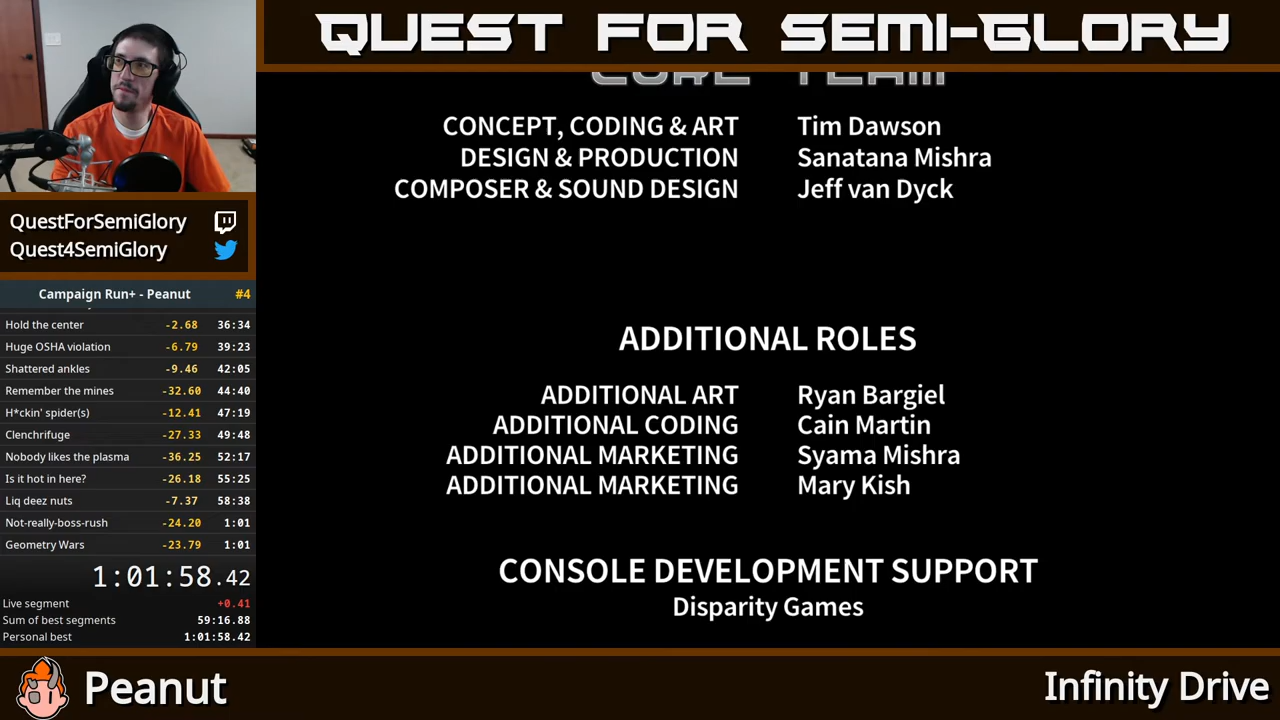 QUEST FOR SEMI-GLORY
CORE TEAM
CONCEPT, CODING & ART Tim Dawson
DESIGN & PRODUCTION Sanatana Mishra
COMPOSER & SOUND DESIGN Jeff van Dyck
ADDITIONAL ROLES
ADDITIONAL ART Ryan Bargiel
ADDITIONAL CODING Cain Martin
ADDITIONAL MARKETING Syama Mishra
ADDITIONAL MARKETING Mary Kish
CONSOLE DEVELOPMENT SUPPORT
Disparity Games
QuestForSemiGlory
Quest4SemiGlory
Campaign Run+ - Peanut #4
Hold the center -2.68 36:34
Huge OSHA violation -6.79 39:23
Shattered ankles -9.46 42:05
Remember the mines -32.60 44:40
H*ckin' spider(s) -12.41 47:19
Clenchrifuge -27.33 49:48
Nobody likes the plasma -36.25 52:17
Is it hot in here? -26.18 55:25
Liq deez nuts -7.37 58:38
Not-really-boss-rush -24.20 1:01
Geometry Wars -23.79 1:01
1:01:58.42
Live segment +0.41
Sum of best segments 59:16.88
Personal best 1:01:58.42
Peanut
Infinity Drive